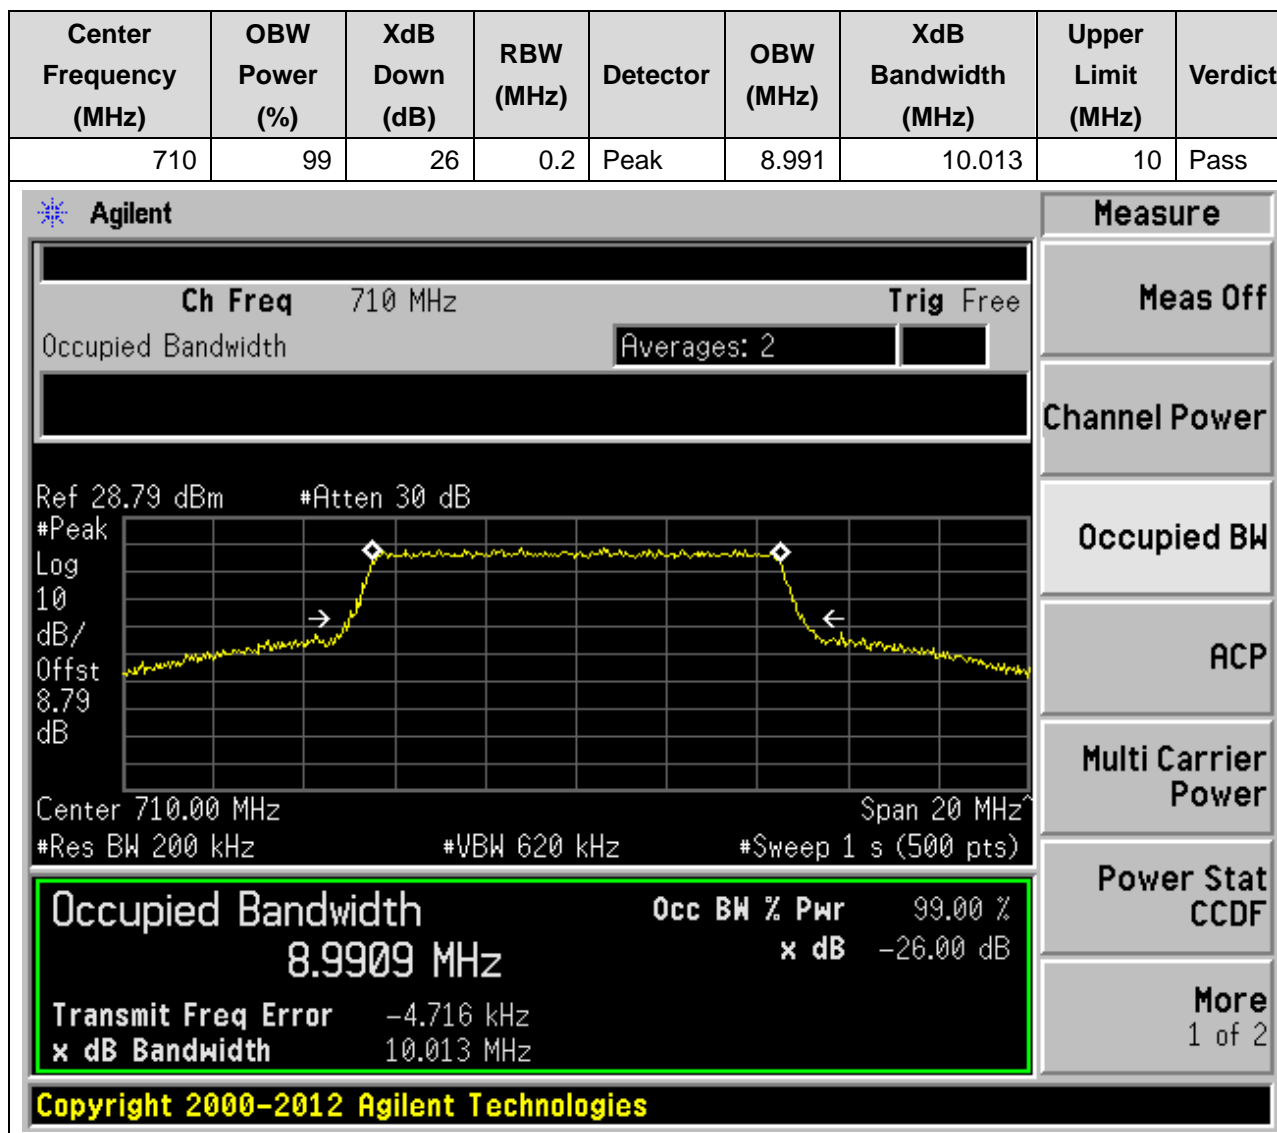 Center Frequency (MHz) OBW Power (%) XdB Down (dB) RBW (MHz) Detector OBW (MHz) XdB Bandwidth (MHz) Upper Limit (MHz) Verdict
710 99 26 0.2 Peak 8.991 10.013 10 Pass
Agilent
Measure
Ch Freq 710 MHz Trig Free
Meas Off
Occupied Bandwidth Averages: 2
Channel Power
Ref 28.79 dBm #Atten 30 dB
#Peak
Log
10
dB/
Offst
8.79
dB
Occupied BW
ACP
Multi Carrier
Power
Center 710.00 MHz Span 20 MHz^
#Res BW 200 kHz #VBW 620 kHz #Sweep 1 s (500 pts)
Power Stat
CCDF
Occupied Bandwidth Occ BW % Pwr 99.00 %
8.9909 MHz x dB -26.00 dB
Transmit Freq Error -4.716 kHz
x dB Bandwidth 10.013 MHz
More
1 of 2
Copyright 2000-2012 Agilent Technologies